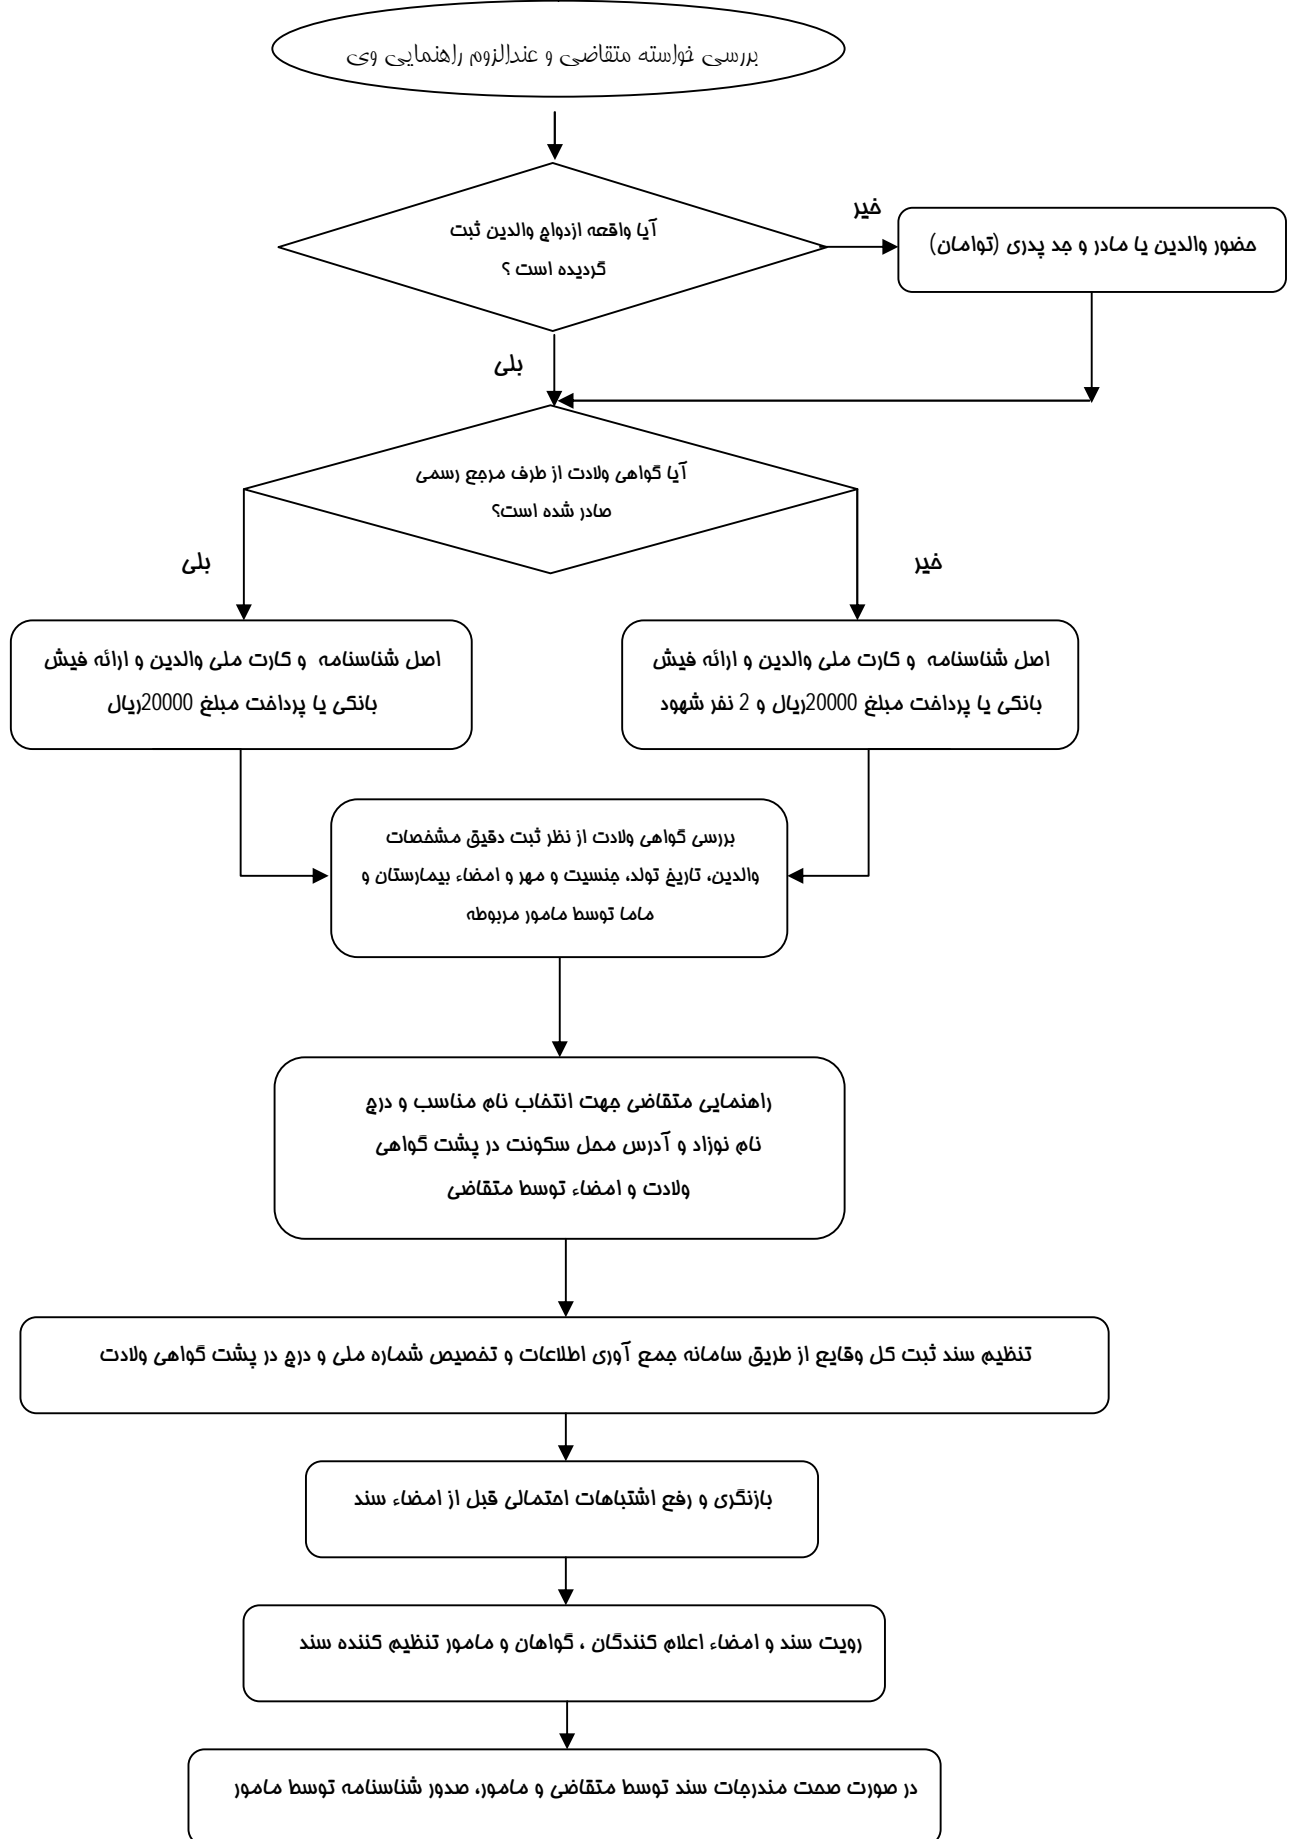 بررسی خواسته متقاضی و عندالزوم راهنمایی وی
آیا واقعه ازدواج والدین ثبت
گردیده است ؟
خیر
حضور والدین یا مادر و جد پدری (توامان)
بلی
آیا گواهی ولادت از طرف مرجع رسمی
صادر شده است؟
خیر
بلی
اصل شناسنامه و کارت ملی والدین و ارائه فیش
بانکی یا پرداخت مبلغ 20000ریال و 2 نفر شهود
اصل شناسنامه و کارت ملی والدین و ارائه فیش
بانکی یا پرداخت مبلغ 20000ریال
بررسی گواهی ولادت از نظر ثبت دقیق مشخصات
والدین، تاریخ تولد، جنسیت و مهر و امضاء بیمارستان و
ماما توسط مامور مربوطه
راهنمایی متقاضی جهت انتخاب نام مناسب و درج
نام نوزاد و آدرس محل سکونت در پشت گواهی
ولادت و امضاء توسط متقاضی
تنظیم سند ثبت کل وقایع از طریق سامانه جمع آوری اطلاعات و تخصیص شماره ملی و درج در پشت گواهی ولادت
بازنگری و رفع اشتباهات احتمالی قبل از امضاء سند
رویت سند و امضاء اعلام کنندگان ، گواهان و مامور تنظیم کننده سند
در صورت صحت مندرجات سند توسط متقاضی و مامور، صدور شناسنامه توسط مامور